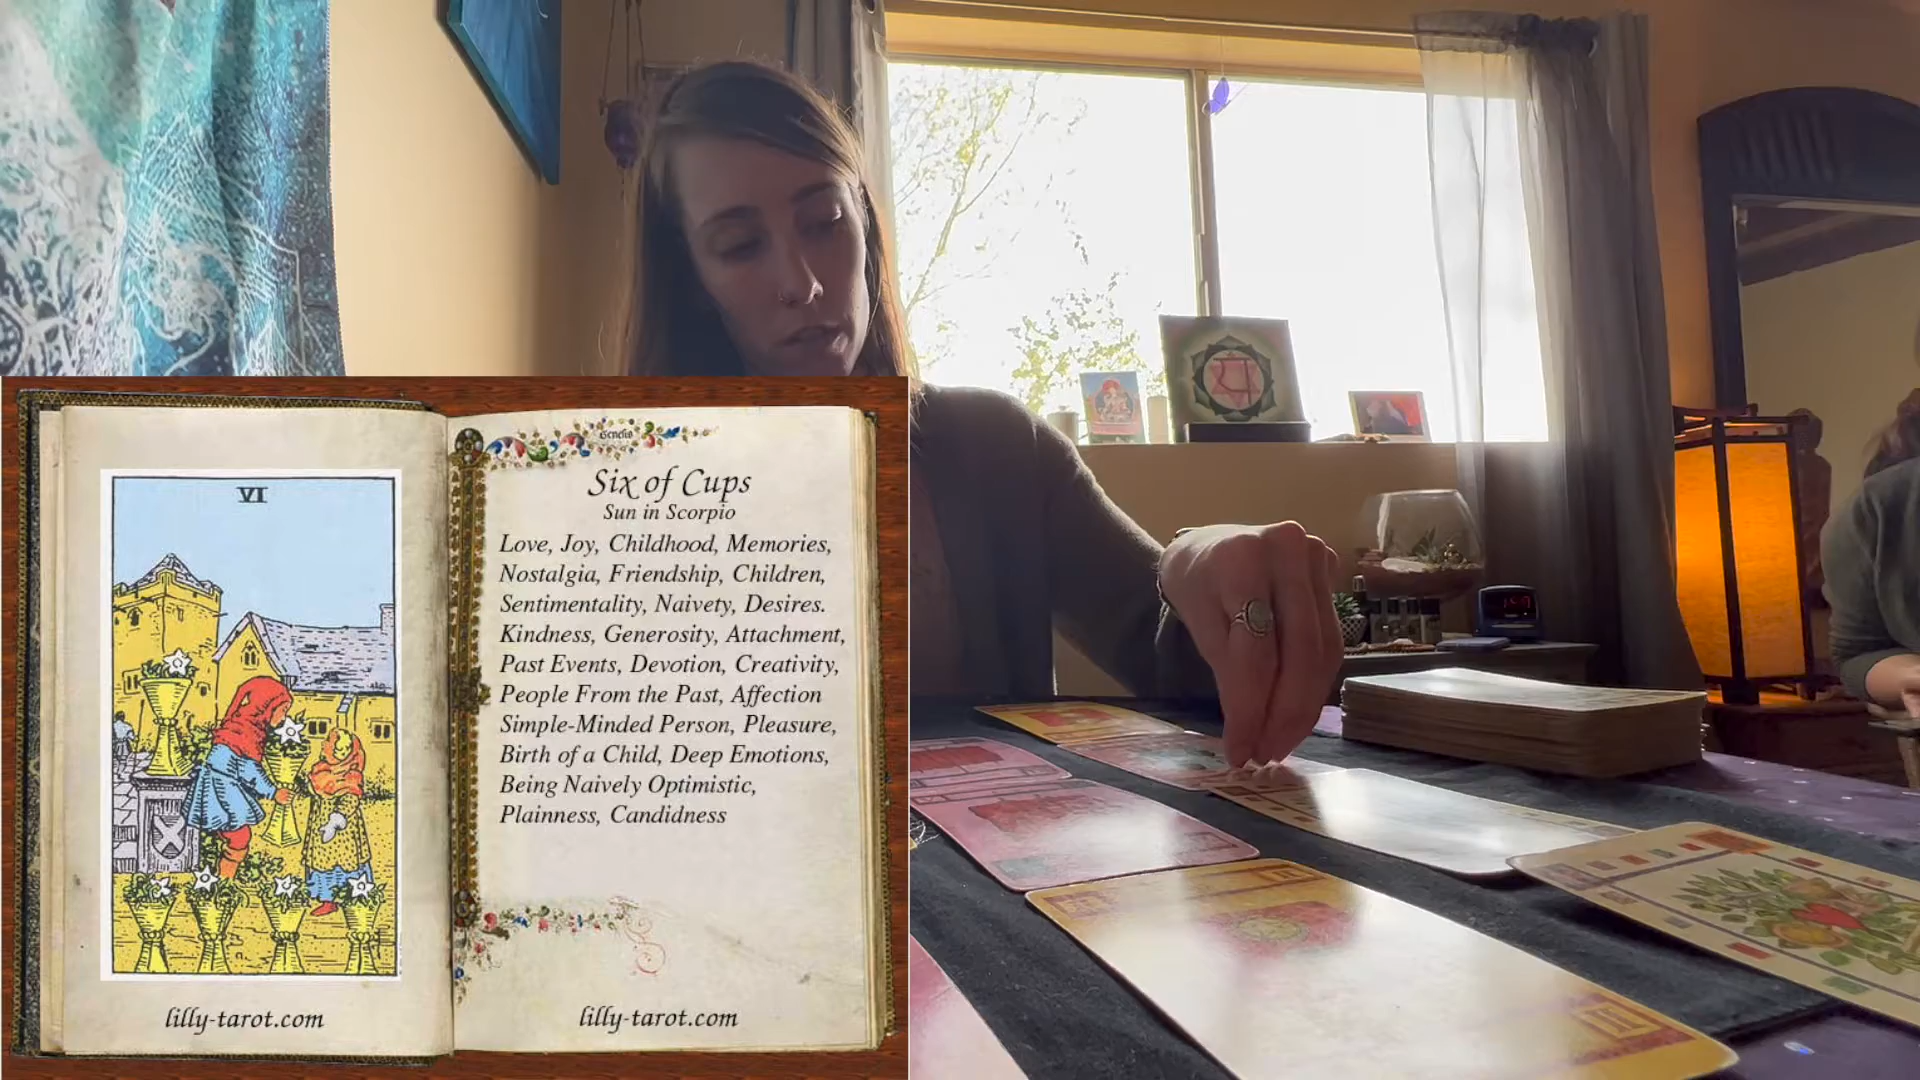 VI
Genesis
Six of Cups
Sun in Scorpio
Love, Joy, Childhood, Memories,
Nostalgia, Friendship, Children,
Sentimentality, Naivety, Desires.
Kindness, Generosity, Attachment,
Past Events, Devotion, Creativity,
People From the Past, Affection
Simple-Minded Person, Pleasure,
Birth of a Child, Deep Emotions,
Being Naively Optimistic,
Plainness, Candidness
lilly-tarot.com
lilly-tarot.com